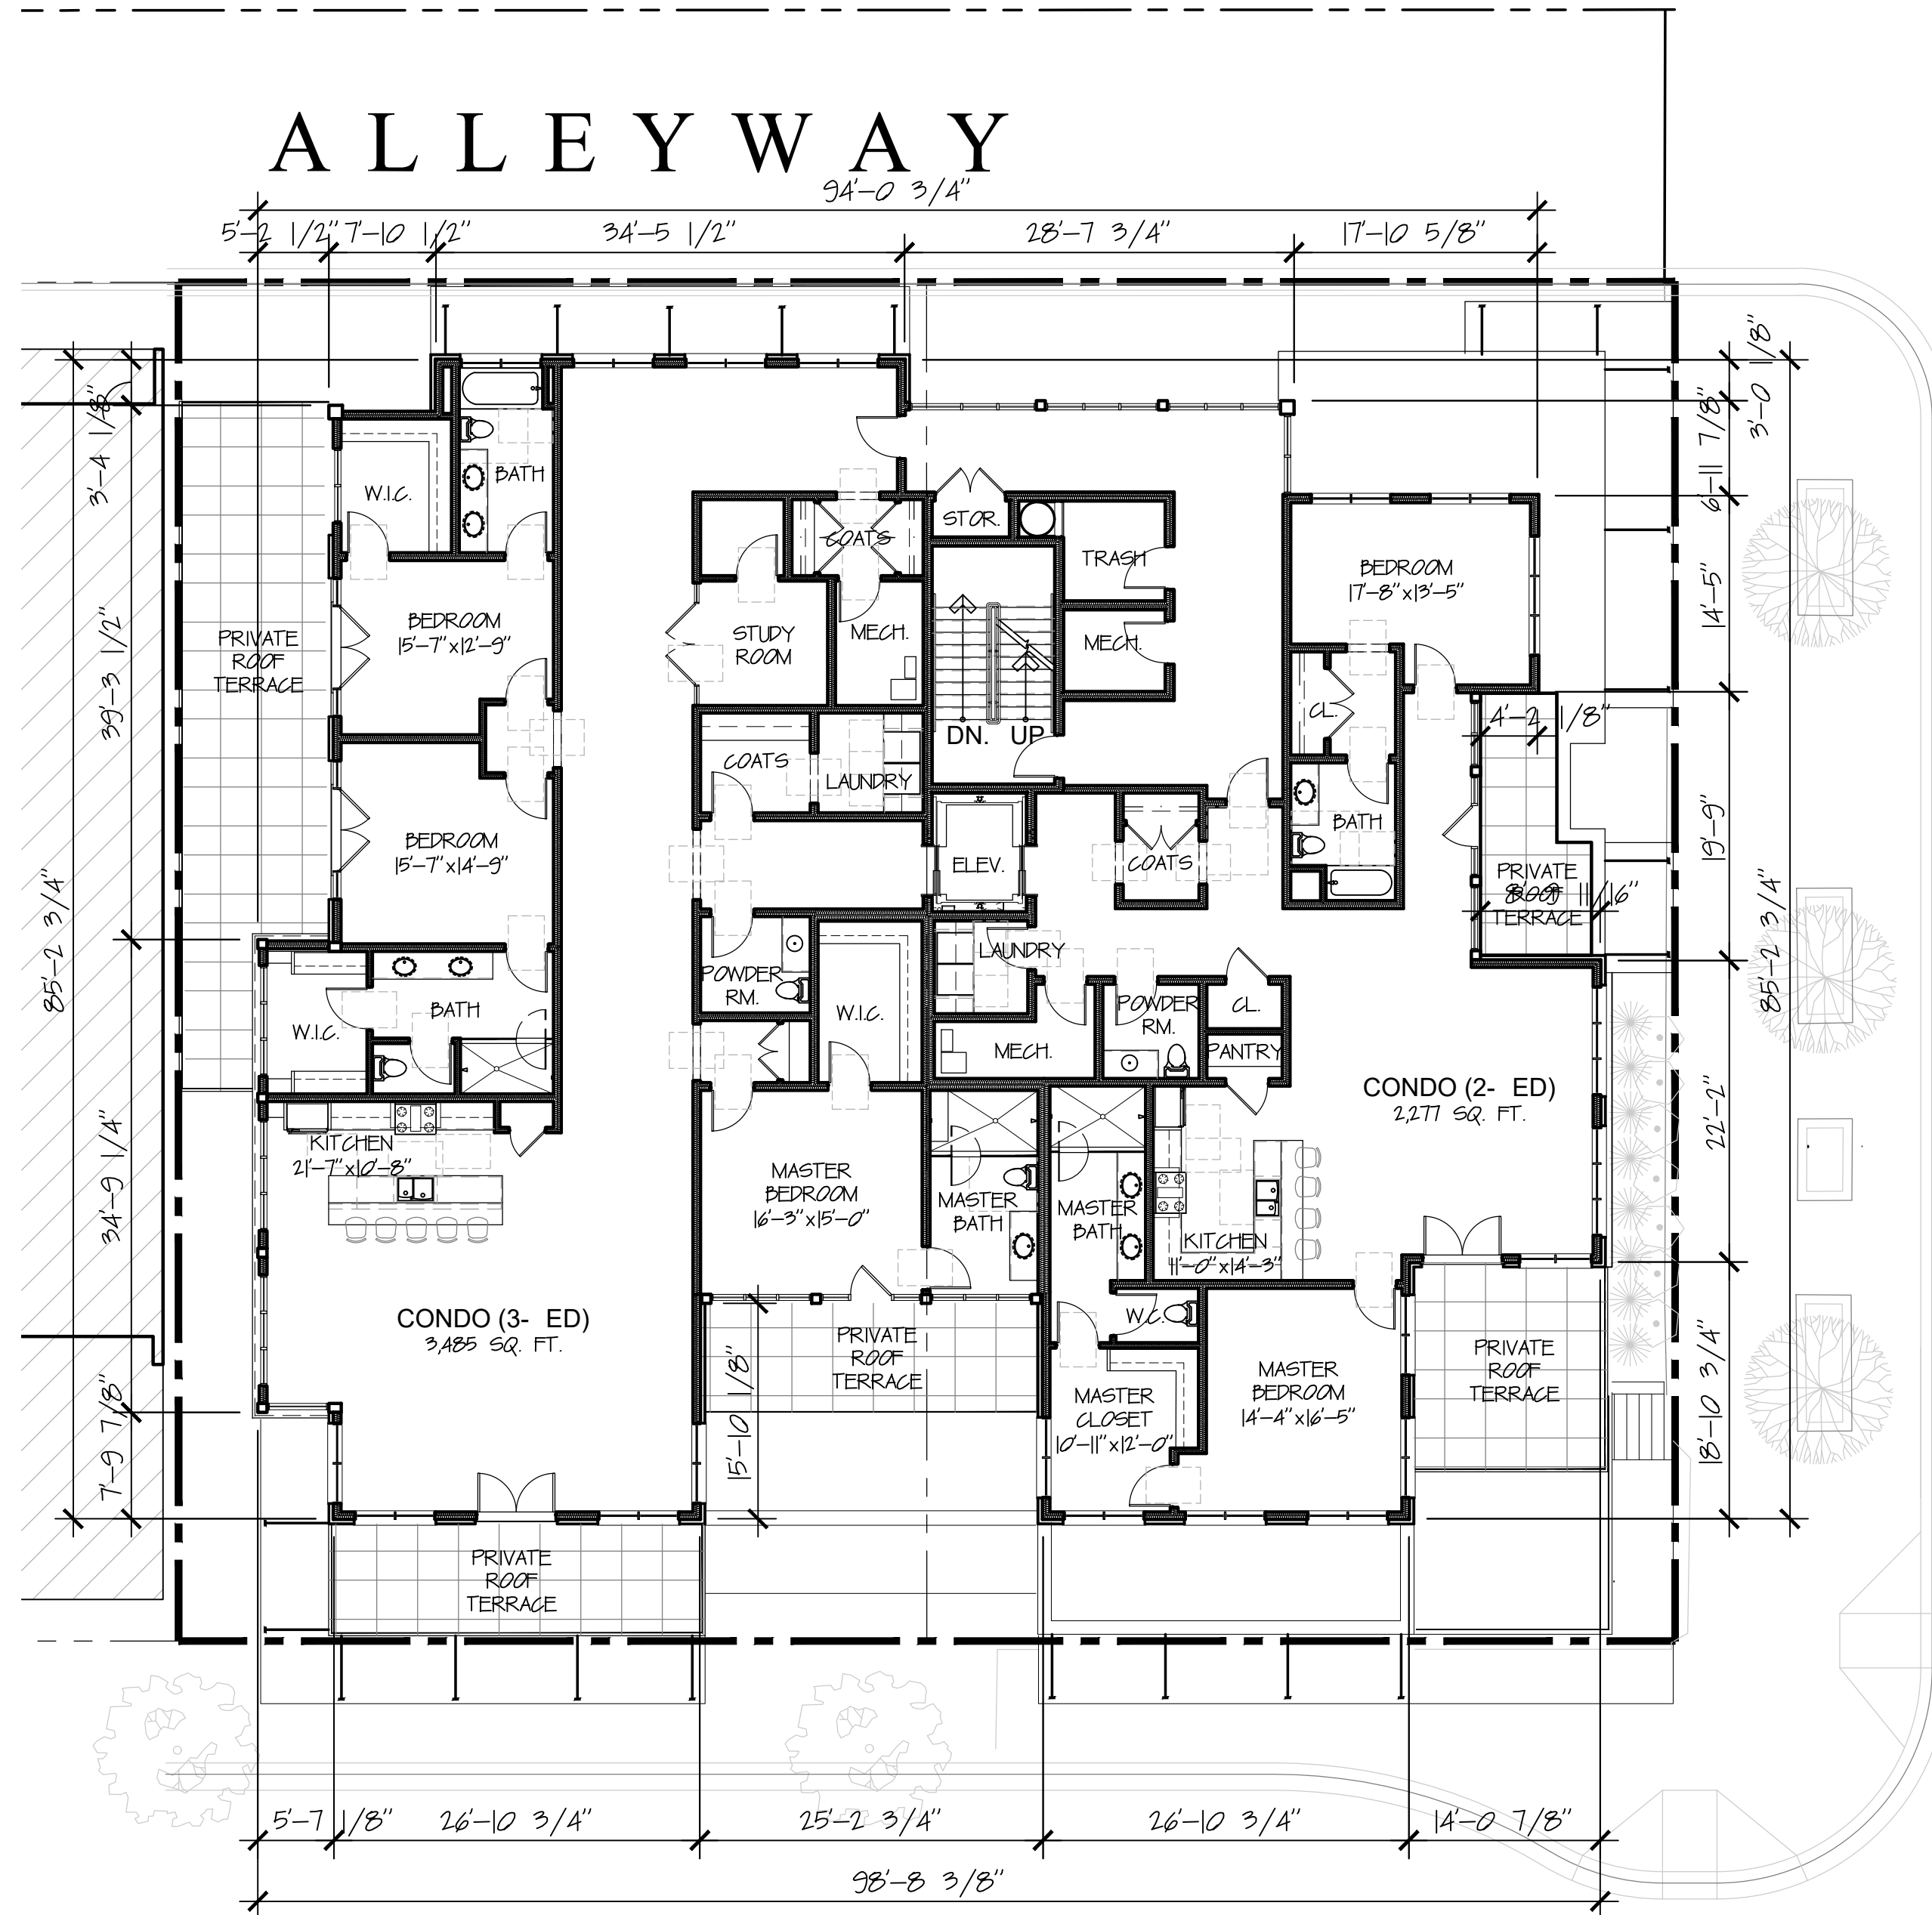 ALLEYWAY
94'-0 3/4"
5'-2 1/2"
7'-10 1/2"
34'-5 1/2"
28'-7 3/4"
17'-10 5/8"
3'-4 1/8"
39'-3 1/2"
85'-2 3/4"
34'-9 1/4"
7'-9 7/8"
3'-0 1/8"
6'-11 7/8"
14'-5"
19'-9"
85'-2 3/4"
22'-2"
18'-10 3/4"
W.I.C.
BATH
COATS
STOR.
TRASH
BEDROOM
17'-8"x13'-5"
PRIVATE
ROOF
TERRACE
BEDROOM
15'-7"x12'-9"
STUDY
ROOM
MECH.
MECH.
CL.
4'-2 1/8"
DN.
UP
COATS
LAUNDRY
BEDROOM
15'-7"x14'-9"
ELEV.
COATS
BATH
PRIVATE
ROOF
TERRACE
POWDER
RM.
W.I.C.
LAUNDRY
W.I.C.
BATH
MECH.
POWDER
RM.
CL.
PANTRY
CONDO (2- ED)
2,277 SQ. FT.
KITCHEN
21'-7"x10'-8"
MASTER
BEDROOM
16'-3"x15'-0"
MASTER
BATH
MASTER
BATH
KITCHEN
11'-0"x14'-3"
CONDO (3- ED)
3,485 SQ. FT.
PRIVATE
ROOF
TERRACE
W.C.
15'-10 1/8"
MASTER
CLOSET
10'-11"x12'-0"
MASTER
BEDROOM
14'-4"x16'-5"
PRIVATE
ROOF
TERRACE
PRIVATE
ROOF
TERRACE
5'-7 1/8"
26'-10 3/4"
25'-2 3/4"
26'-10 3/4"
14'-0 7/8"
98'-8 3/8"